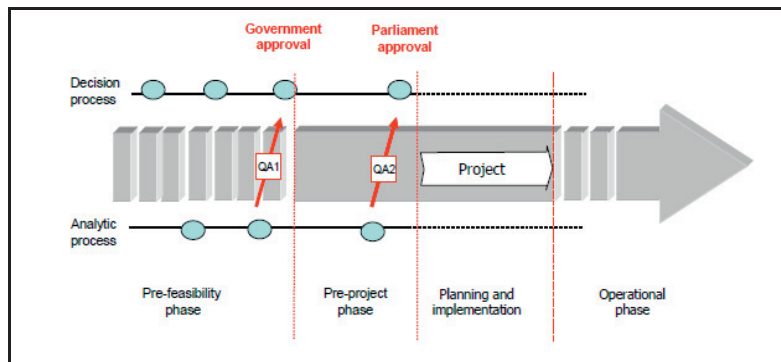 Government
approval
Parliament
approval
Decision
process
QA1
QA2
Project
Analytic
process
Pre-feasibility
phase
Pre-project
phase
Planning and
implementation
Operational
phase